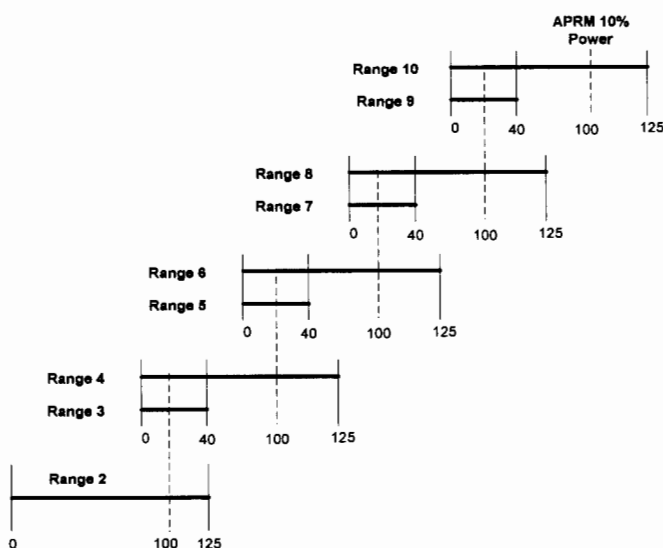 APRM 10%
Power
Range 10
Range 9
0 40 100 125
Range 8
Range 7
0 40 100 125
Range 6
Range 5
0 40 100 125
Range 4
Range 3
0 40 100 125
Range 2
0 100 125